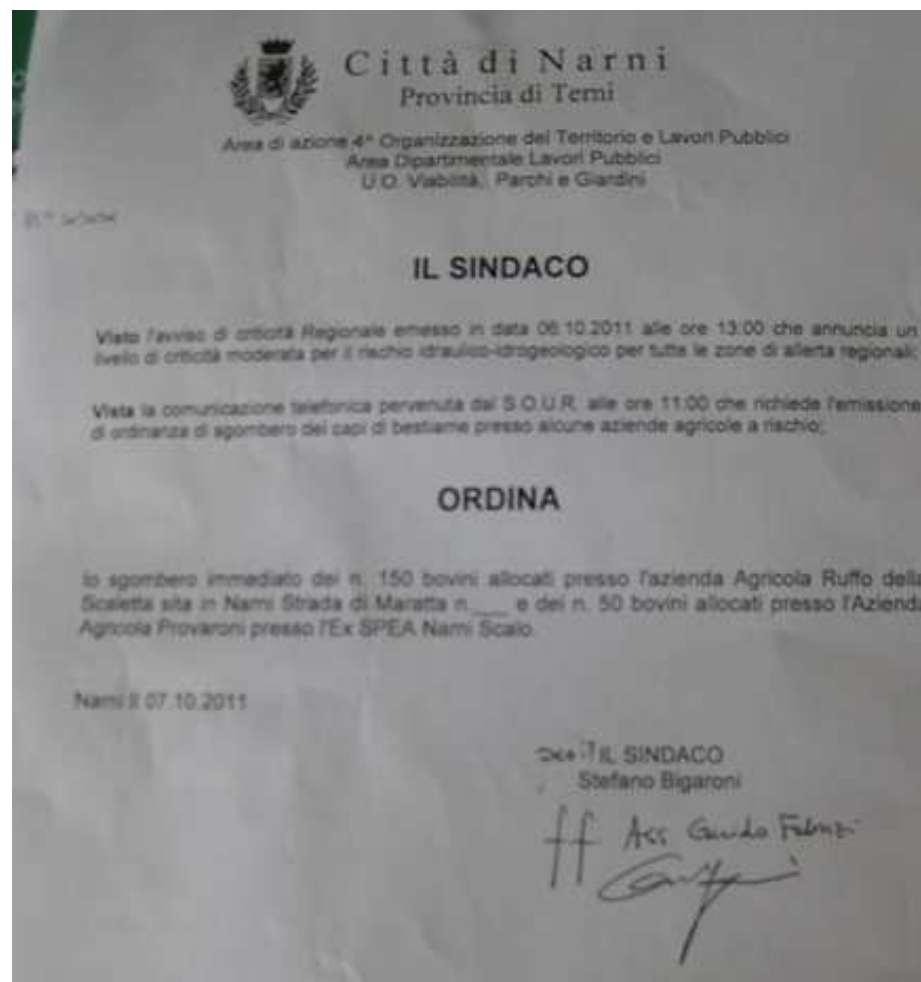 Città di Narni
Provincia di Terni
Area di azione 4^ Organizzazione del Territorio e Lavori Pubblici
Area Dipartimentale Lavori Pubblici
U.O. Viabilità, Parchi e Giardini
IL SINDACO
Visto l'avviso di criticità Regionale emesso in data 06.10.2011 alle ore 13:00 che annuncia un
livello di criticità moderata per il rischio idraulico-idrogeologico per tutte le zone di allerta regionali;
Vista la comunicazione telefonica pervenuta dal S.O.U.R. alle ore 11:00 che richiede l'emissione
di ordinanza di sgombero dei capi di bestiame presso alcune aziende agricole a rischio;
ORDINA
lo sgombero immediato dei n. 150 bovini allocati presso l'azienda Agricola Ruffo della
Scaletta sita in Narni Strada di Maratta n.___ e dei n. 50 bovini allocati presso l'Azienda
Agricola Provaroni presso l'Ex SPEA Narni Scalo.
Narni lì 07.10.2011
IL SINDACO
Stefano Bigaroni
ff Ass Guido Fabrizi